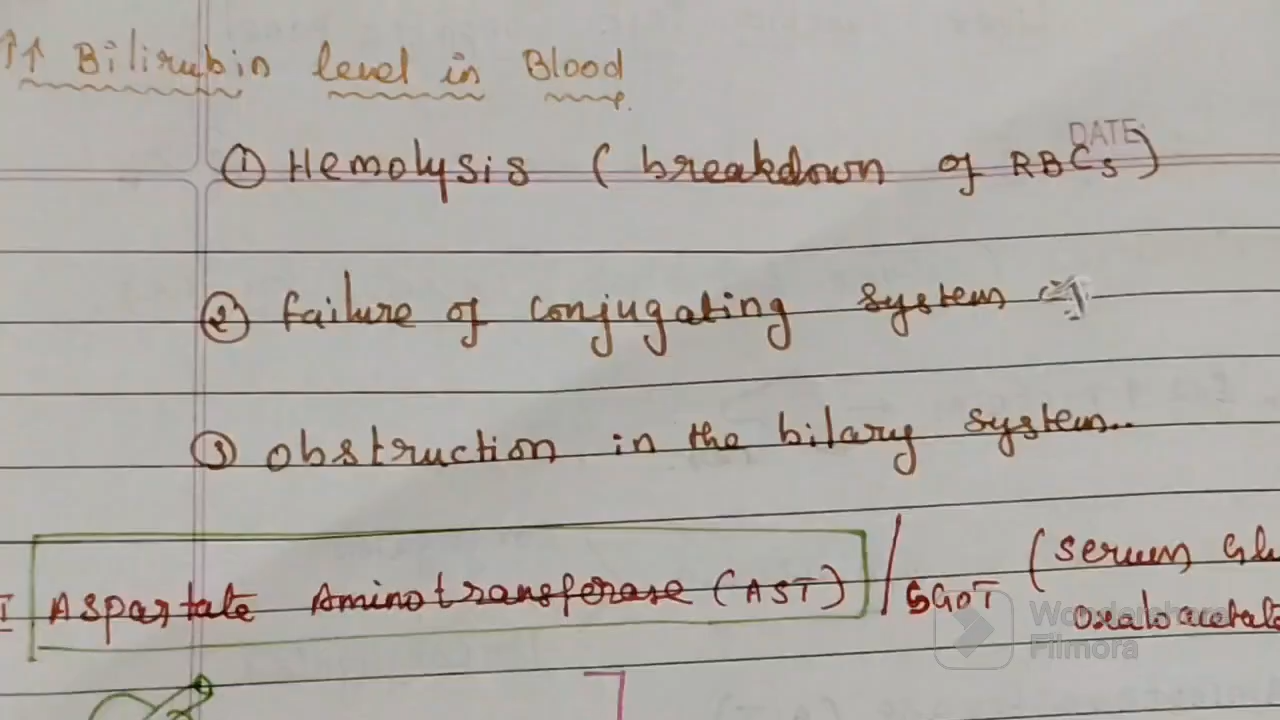 ↑↑ Bilirubin level in Blood
DATE
① Hemolysis (breakdown of RBCs)
② failure of conjugating system
③ obstruction in the bilary system..
I Aspartate Aminotransferase (AST) / SGOT (serum Glu
oxaloacetate
Wondershare
Filmora